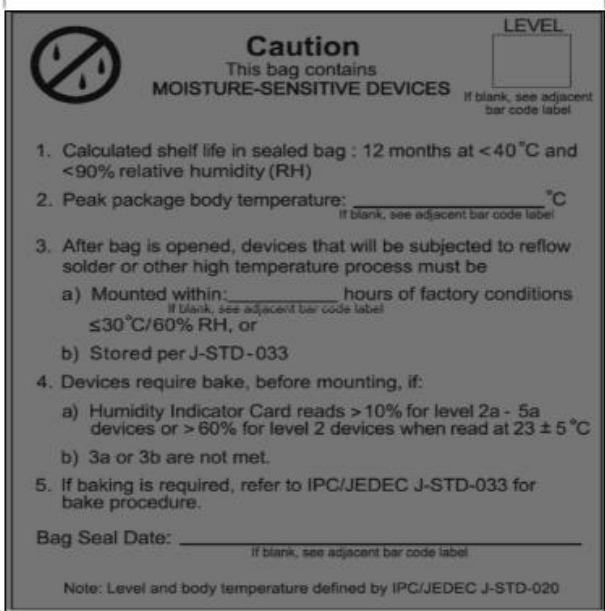 LEVEL
Caution
This bag contains
MOISTURE-SENSITIVE DEVICES
If blank, see adjacent
bar code label
1. Calculated shelf life in sealed bag : 12 months at <40°C and
<90% relative humidity (RH)
2. Peak package body temperature: ____________________°C
If blank, see adjacent bar code label
3. After bag is opened, devices that will be subjected to reflow
solder or other high temperature process must be
a) Mounted within:___________ hours of factory conditions
If blank, see adjacent bar code label
≤30°C/60% RH, or
b) Stored per J-STD-033
4. Devices require bake, before mounting, if:
a) Humidity Indicator Card reads >10% for level 2a - 5a
devices or >60% for level 2 devices when read at 23 ± 5°C
b) 3a or 3b are not met.
5. If baking is required, refer to IPC/JEDEC J-STD-033 for
bake procedure.
Bag Seal Date: ________________________________________
If blank, see adjacent bar code label
Note: Level and body temperature defined by IPC/JEDEC J-STD-020